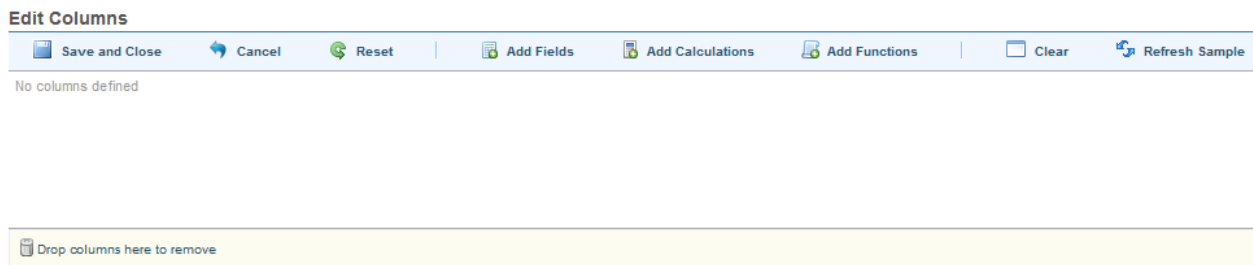 Edit Columns
Save and Close Cancel Reset Add Fields Add Calculations Add Functions Clear Refresh Sample
No columns defined
Drop columns here to remove